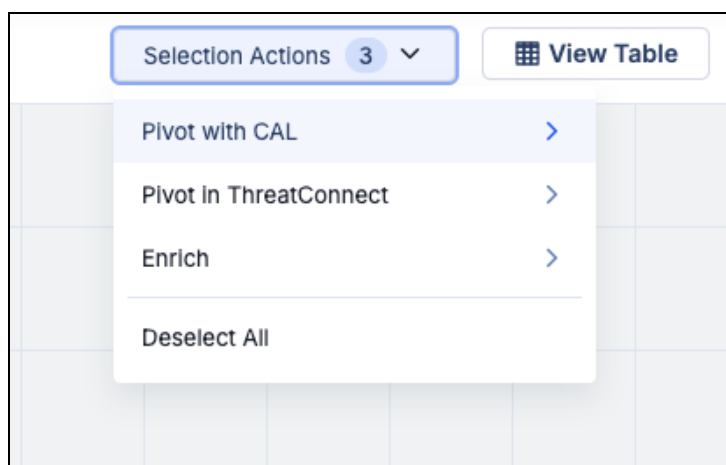 Selection Actions 3 View Table
Pivot with CAL
Pivot in ThreatConnect
Enrich
Deselect All